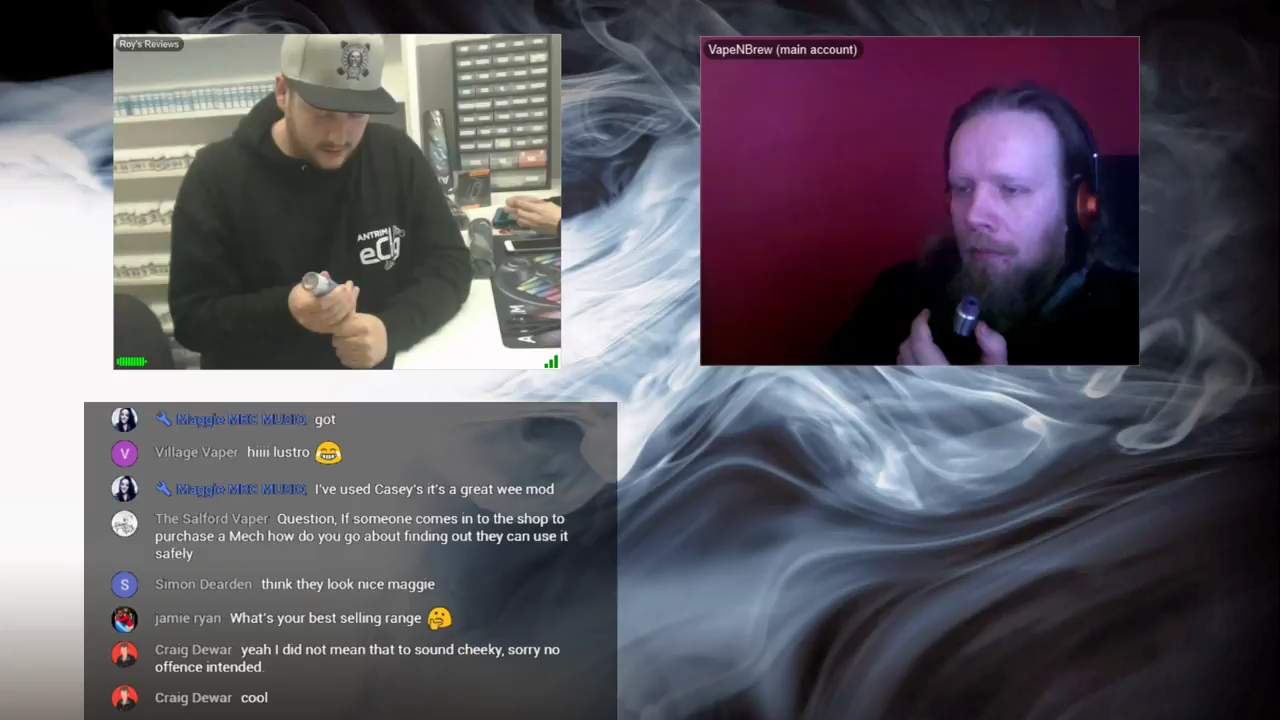 Roy's Reviews
VapeNBrew (main account)
ANTRIM
eCig
Maggie MRC MUSIQ got
V Village Vaper hiiii lustro 😂
Maggie MRC MUSIQ I've used Casey's it's a great wee mod
The Salford Vaper Question, If someone comes in to the shop to
purchase a Mech how do you go about finding out they can use it
safely
S Simon Dearden think they look nice maggie
jamie ryan What's your best selling range 🤔
Craig Dewar yeah I did not mean that to sound cheeky, sorry no
offence intended.
Craig Dewar cool